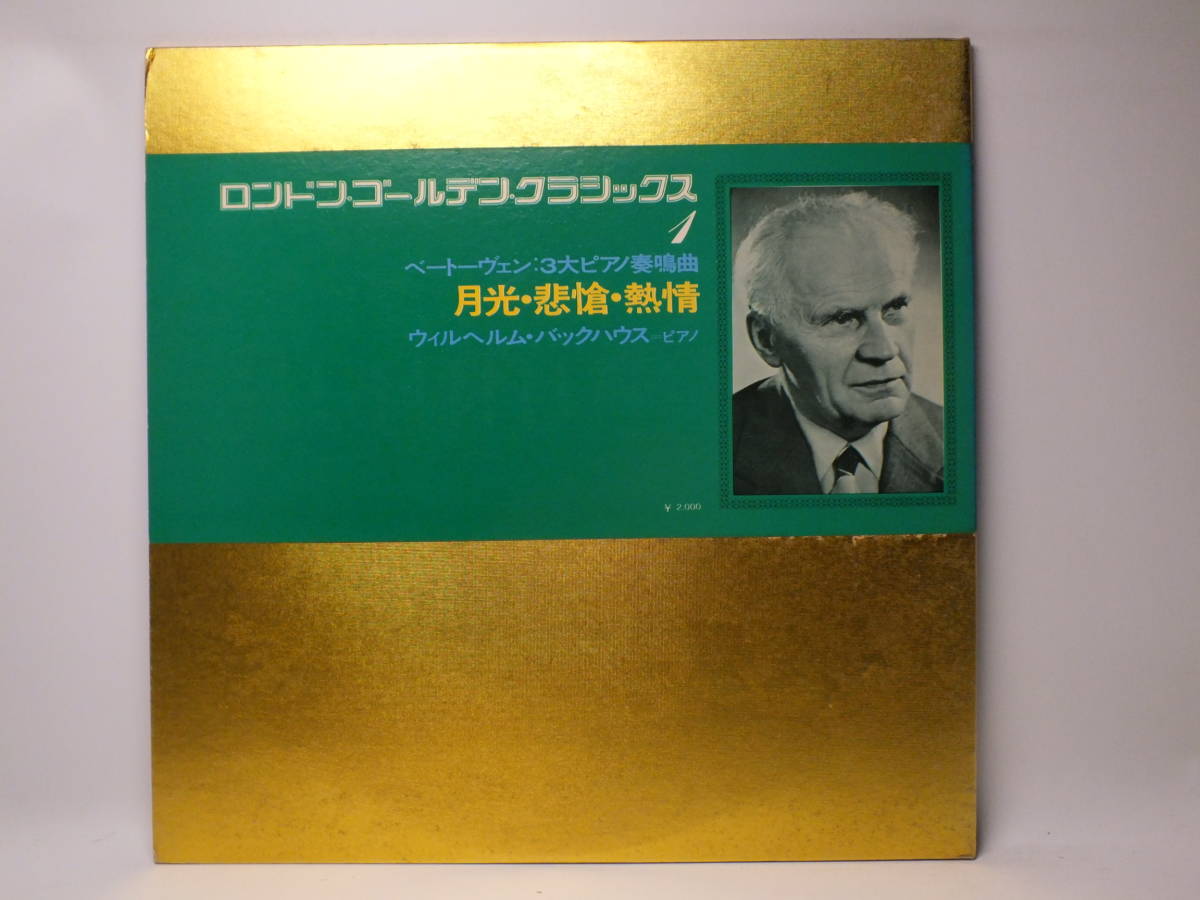 ロンドン・ゴールデン・クラシックス
1
ベートーヴェン:3大ピアノ奏鳴曲
月光・悲愴・熱情
ウィルヘルム・バックハウス=ピアノ
¥ 2,000